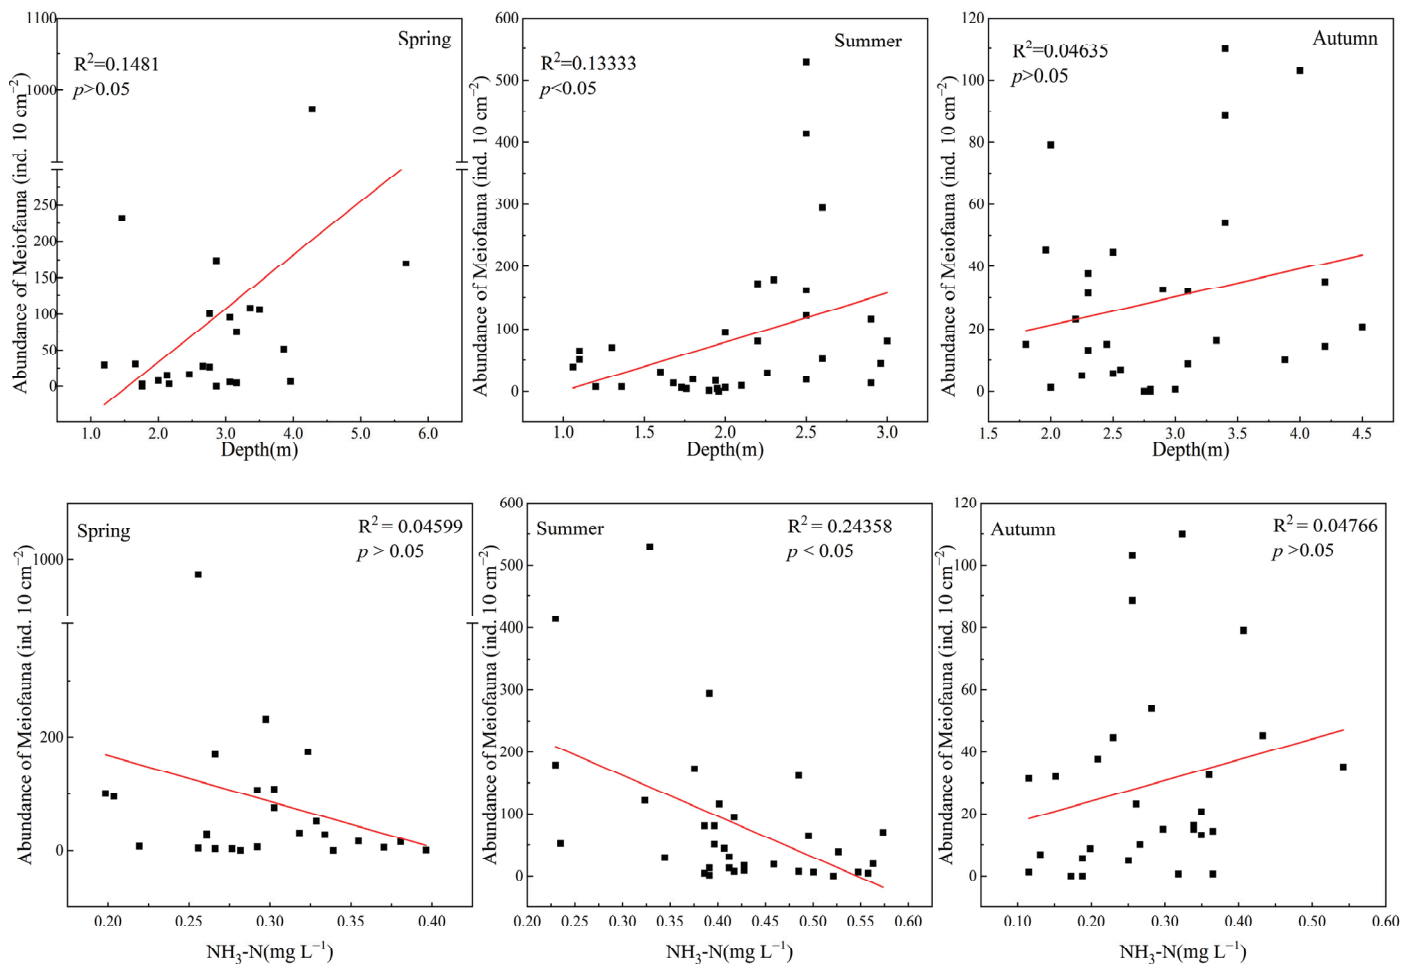 Abundance of Meiofauna (ind. 10 cm⁻²)
1100
1000
250
200
150
100
50
0
Spring
R²=0.1481
p>0.05
1.0 2.0 3.0 4.0 5.0 6.0
Depth(m)
Abundance of Meiofauna (ind. 10 cm⁻²)
600
500
400
300
200
100
0
Summer
R²=0.13333
p<0.05
1.0 1.5 2.0 2.5 3.0
Depth(m)
Abundance of Meiofauna (ind. 10 cm⁻²)
120
100
80
60
40
20
0
Autumn
R²=0.04635
p>0.05
1.5 2.0 2.5 3.0 3.5 4.0 4.5
Depth(m)
Abundance of Meiofauna (ind. 10 cm⁻²)
1000
200
0
Spring
R² = 0.04599
p > 0.05
0.20 0.25 0.30 0.35 0.40
NH₃-N(mg L⁻¹)
Abundance of Meiofauna (ind. 10 cm⁻²)
600
500
400
300
200
100
0
Summer
R² = 0.24358
p < 0.05
0.20 0.25 0.30 0.35 0.40 0.45 0.50 0.55 0.60
NH₃-N(mg L⁻¹)
Abundance of Meiofauna (ind. 10 cm⁻²)
120
100
80
60
40
20
0
Autumn
R² = 0.04766
p >0.05
0.10 0.20 0.30 0.40 0.50 0.60
NH₃-N(mg L⁻¹)